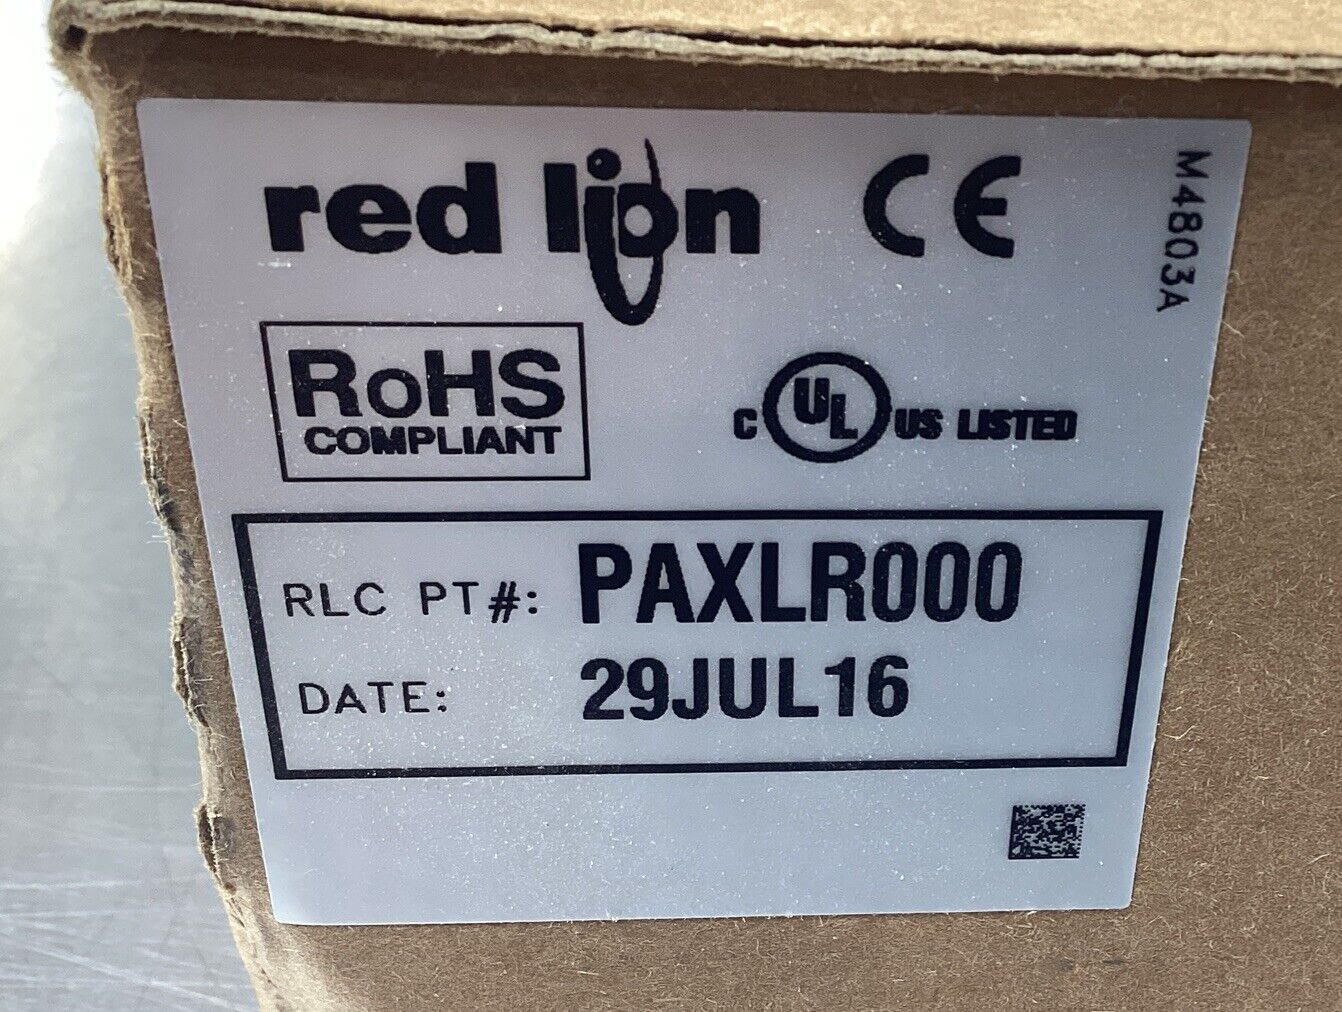 red lion CE
M4803A
RoHS
COMPLIANT
C UL US LISTED
RLC PT#: PAXLR000
DATE: 29JUL16